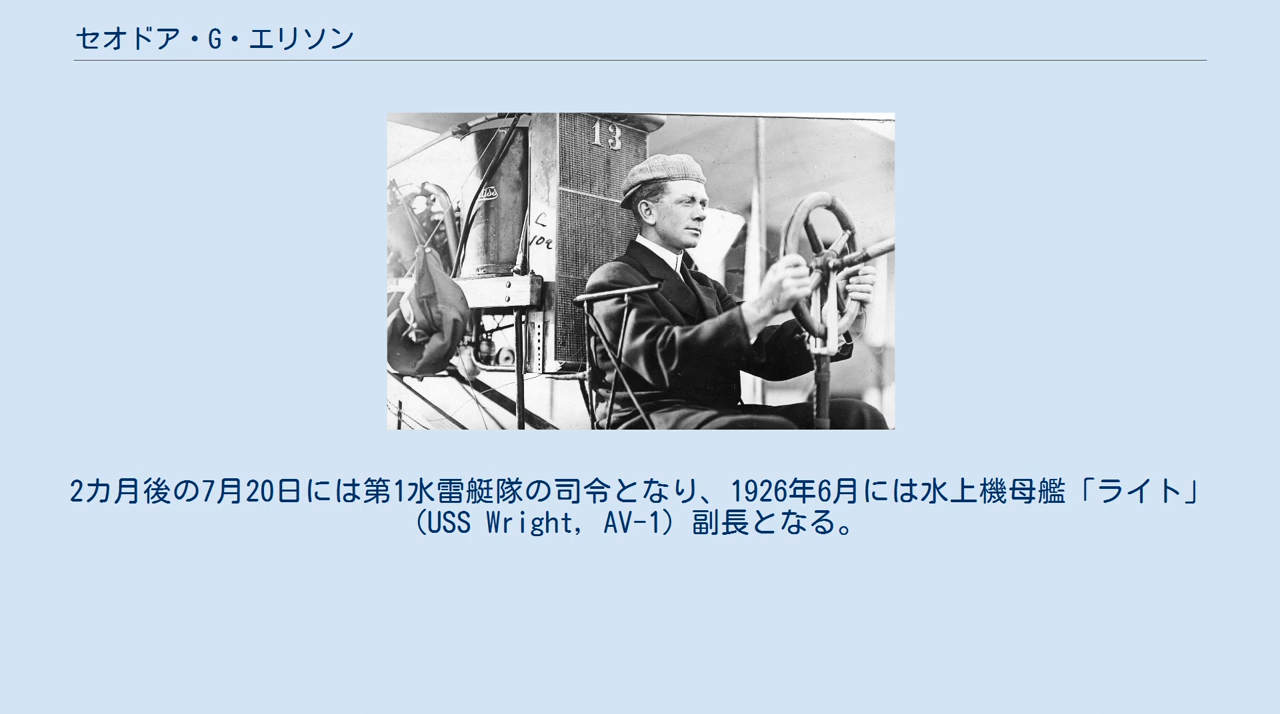 セオドア・G・エリソン
13
L
102
2カ月後の7月20日には第1水雷艇隊の司令となり、1926年6月には水上機母艦「ライト」
(USS Wright, AV-1) 副長となる。